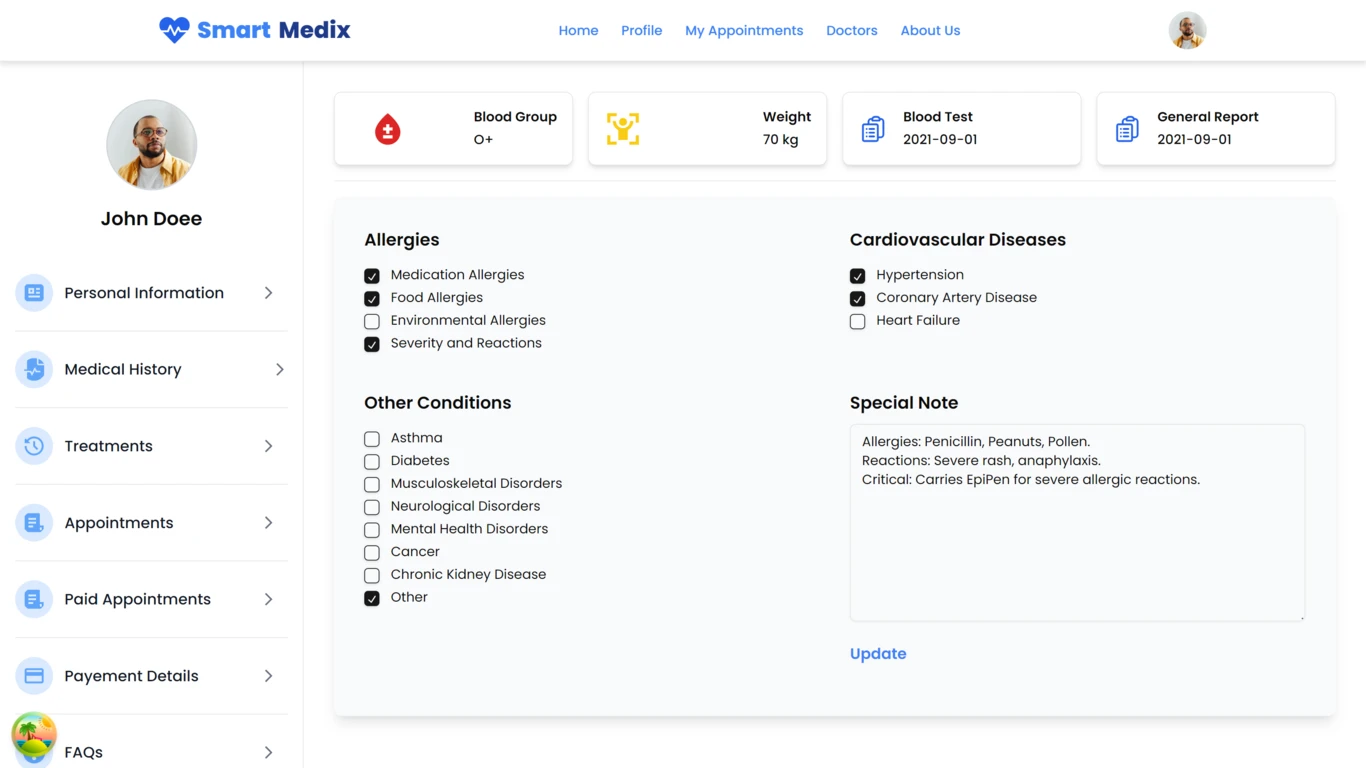 Smart Medix
Home
Profile
My Appointments
Doctors
About Us
John Doee
Personal Information
Medical History
Treatments
Appointments
Paid Appointments
Payement Details
FAQs
Blood Group
O+
Weight
70 kg
Blood Test
2021-09-01
General Report
2021-09-01
Allergies
Medication Allergies
Food Allergies
Environmental Allergies
Severity and Reactions
Cardiovascular Diseases
Hypertension
Coronary Artery Disease
Heart Failure
Other Conditions
Asthma
Diabetes
Musculoskeletal Disorders
Neurological Disorders
Mental Health Disorders
Cancer
Chronic Kidney Disease
Other
Special Note
Allergies: Penicillin, Peanuts, Pollen.
Reactions: Severe rash, anaphylaxis.
Critical: Carries EpiPen for severe allergic reactions.
Update